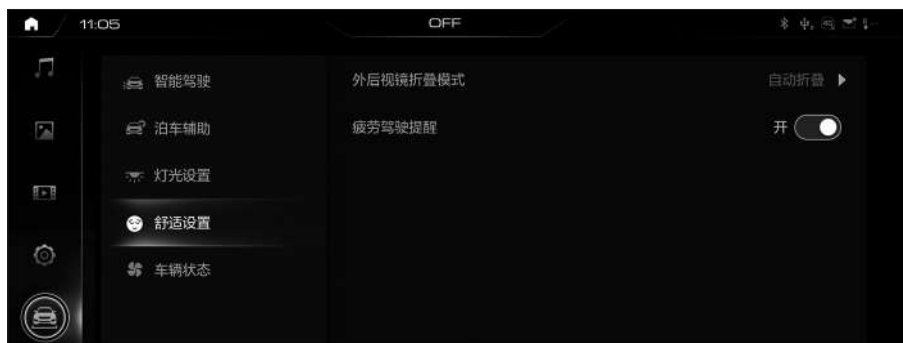 11:05
OFF
智能驾驶
泊车辅助
灯光设置
舒适设置
车辆状态
外后视镜折叠模式
自动折叠
疲劳驾驶提醒
开